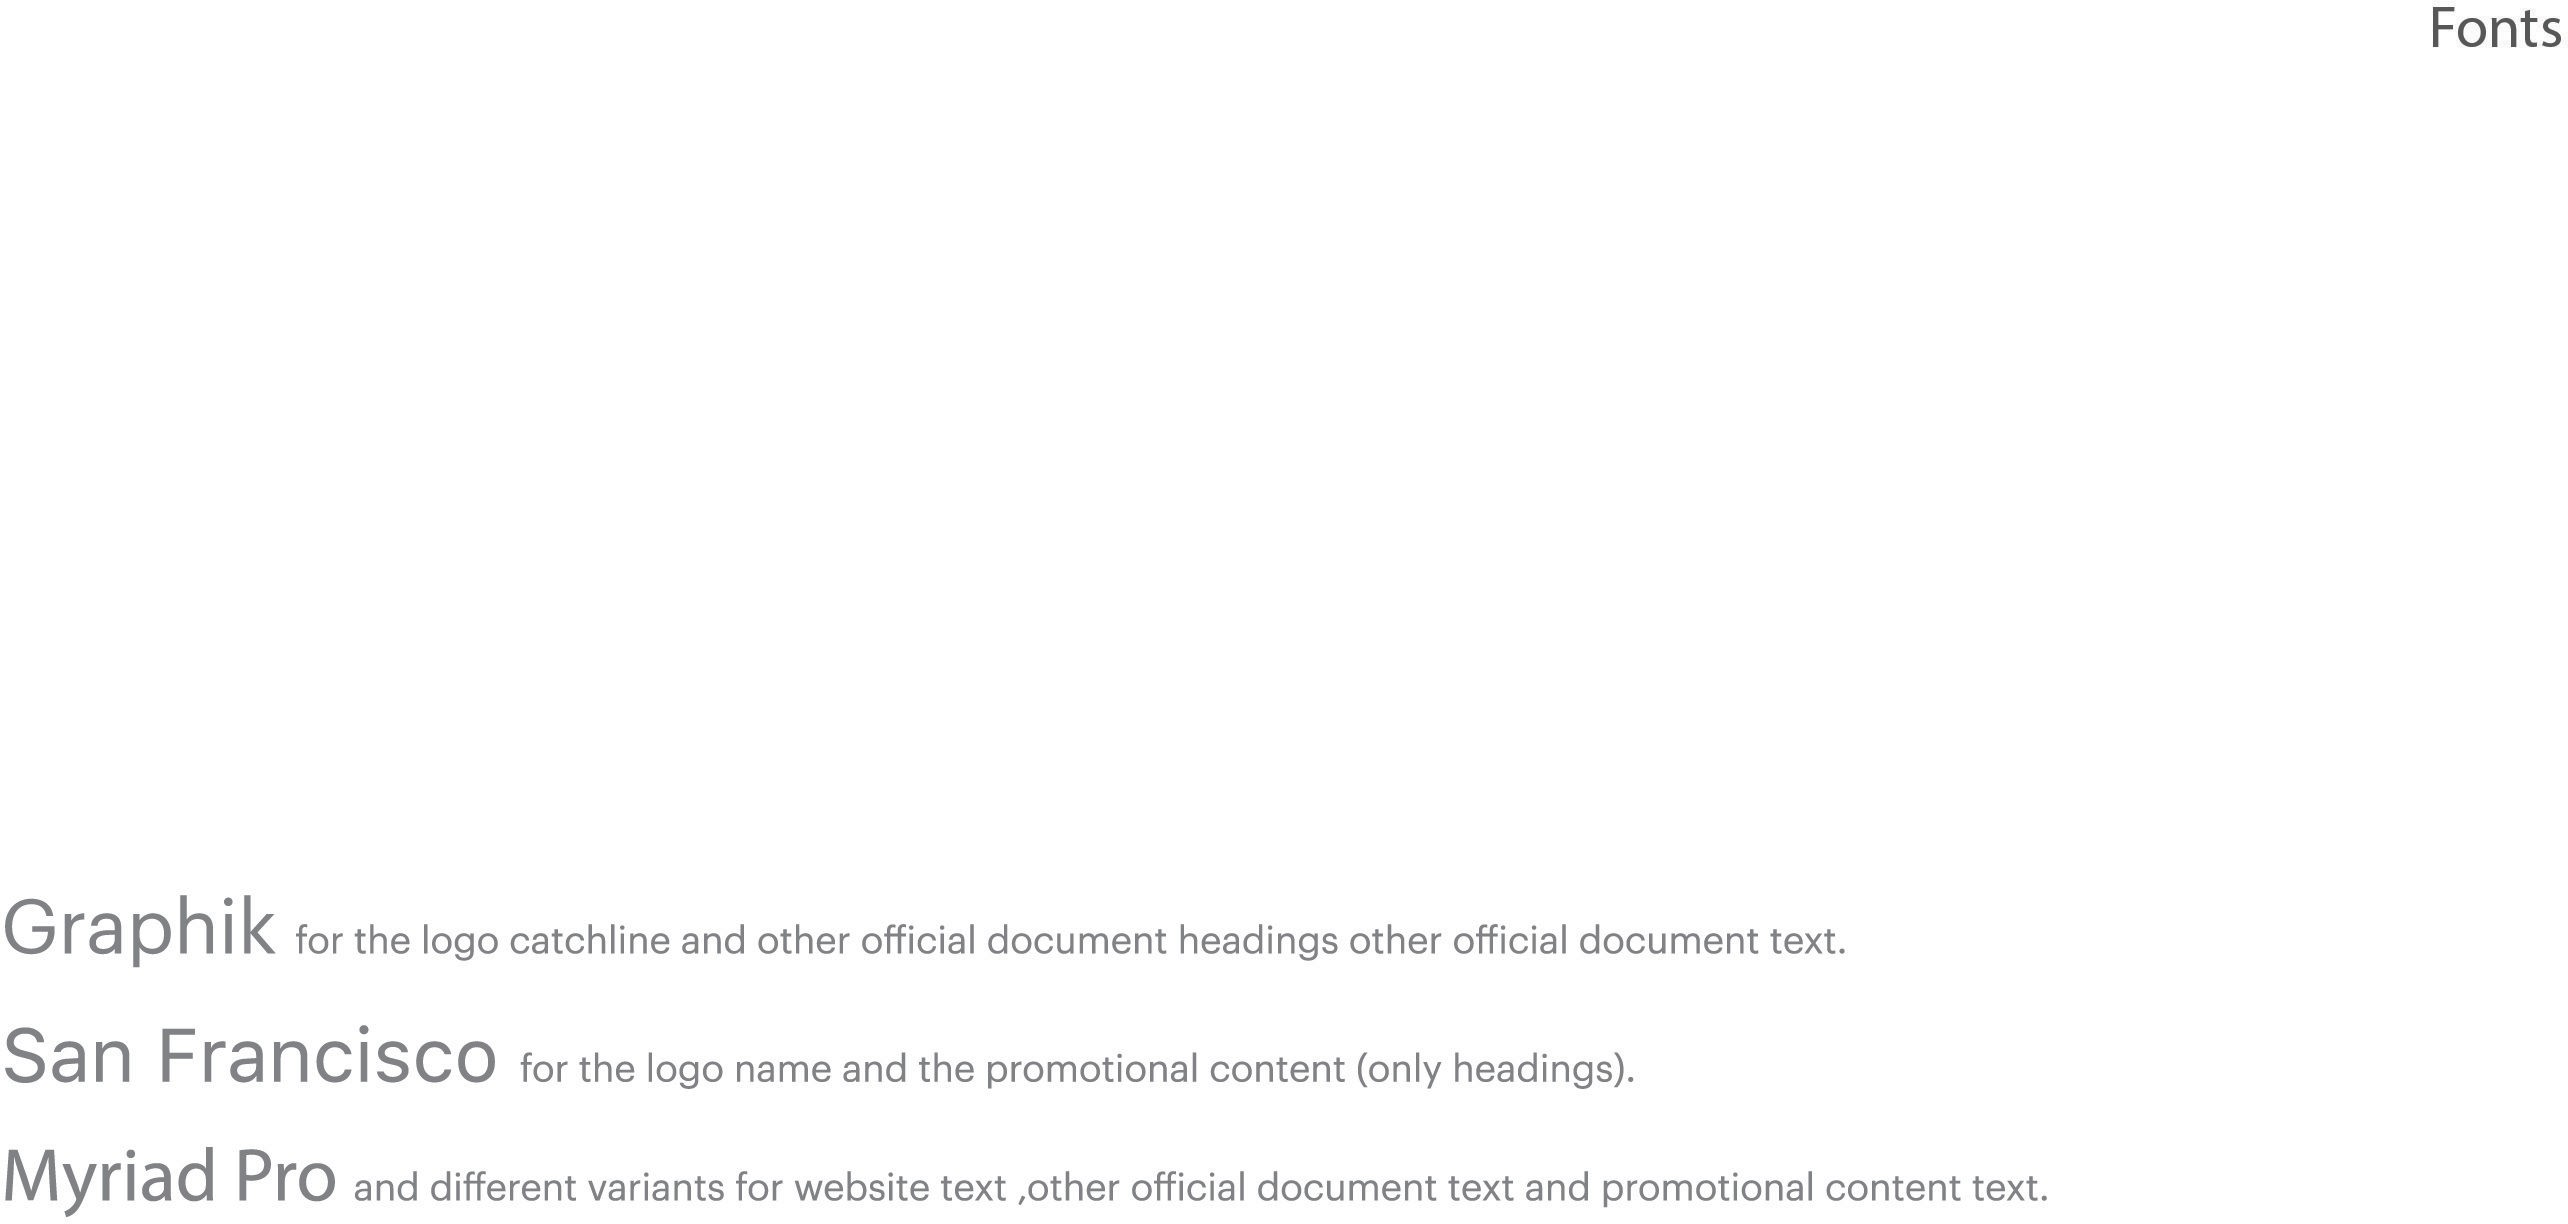 Fonts
Graphik for the logo catchline and other official document headings other official document text.
San Francisco for the logo name and the promotional content (only headings).
Myriad Pro and different variants for website text ,other official document text and promotional content text.